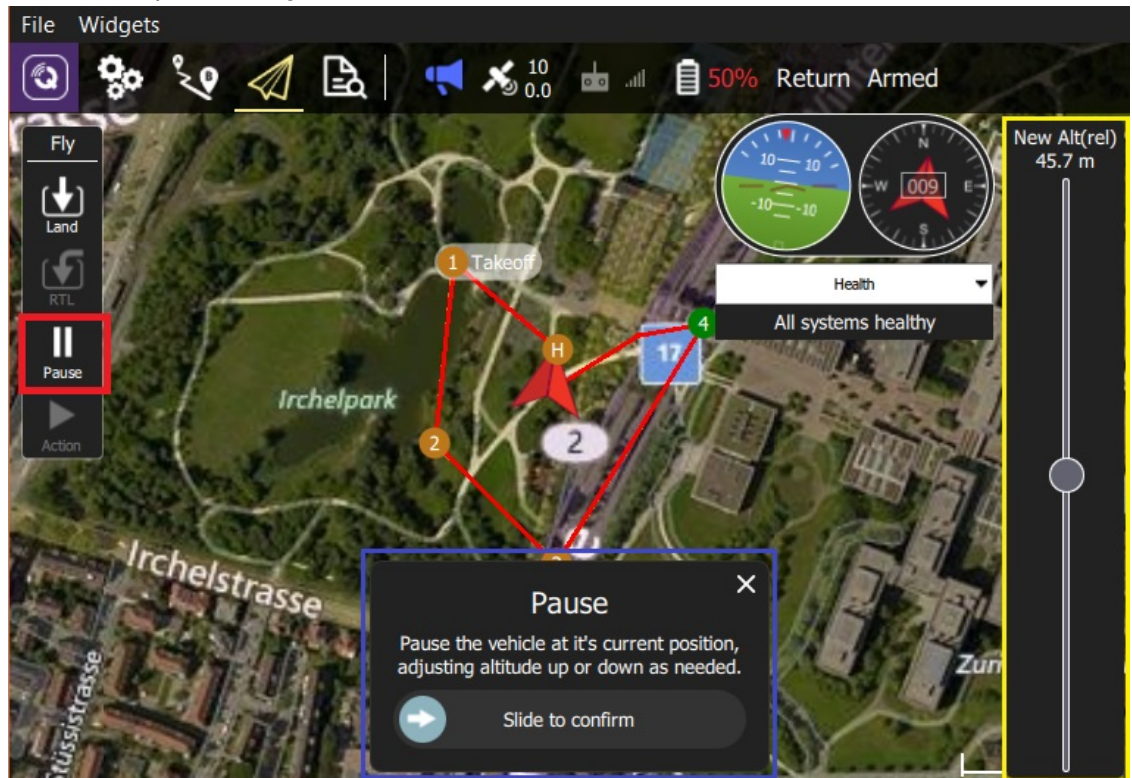 File Widgets
10
0.0
50% Return Armed
Fly
Land
RTL
Pause
Action
1 Takeoff
H
2
4
17
2
Irchelpark
Irchelstrasse
10 10
-10 -10
N
W 009 E
S
Health
All systems healthy
New Alt(rel)
45.7 m
Pause
Pause the vehicle at it's current position,
adjusting altitude up or down as needed.
Slide to confirm